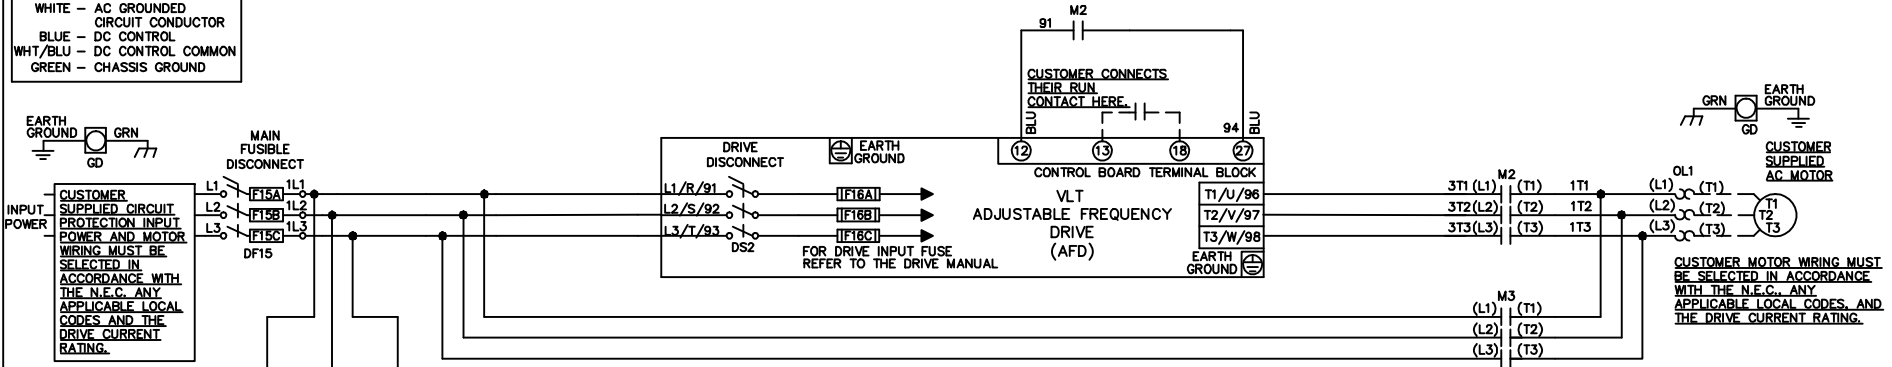 WHITE – AC GROUNDED
CIRCUIT CONDUCTOR
BLUE – DC CONTROL
WHT/BLU – DC CONTROL COMMON
GREEN – CHASSIS GROUND
EARTH
GROUND
GRN
GD
MAIN
FUSIBLE
DISCONNECT
INPUT
POWER
CUSTOMER
SUPPLIED CIRCUIT
PROTECTION INPUT
POWER AND MOTOR
WIRING MUST BE
SELECTED IN
ACCORDANCE WITH
THE N.E.C. ANY
APPLICABLE LOCAL
CODES AND THE
DRIVE CURRENT
RATING.
L1 F15A 1L1
L2 F15B 1L2
L3 F15C 1L3
DF15
DRIVE
DISCONNECT
EARTH
GROUND
L1/R/91
L2/S/92
L3/T/93
DS2
F16A
F16B
F16C
FOR DRIVE INPUT FUSE
REFER TO THE DRIVE MANUAL
M2
91
CUSTOMER CONNECTS
THEIR RUN
CONTACT HERE.
BLU
94
BLU
12 13 18 27
CONTROL BOARD TERMINAL BLOCK
VLT
ADJUSTABLE FREQUENCY
DRIVE
(AFD)
T1/U/96
T2/V/97
T3/W/98
EARTH
GROUND
M2
3T1 (L1) (T1) 1T1
3T2 (L2) (T2) 1T2
3T3 (L3) (T3) 1T3
M3
(L1) (T1)
(L2) (T2)
(L3) (T3)
OL1
(L1) (T1)
(L2) (T2)
(L3) (T3)
T1
T2
T3
GRN
GD
EARTH
GROUND
CUSTOMER
SUPPLIED
AC MOTOR
CUSTOMER MOTOR WIRING MUST
BE SELECTED IN ACCORDANCE
WITH THE N.E.C., ANY
APPLICABLE LOCAL CODES, AND
THE DRIVE CURRENT RATING.